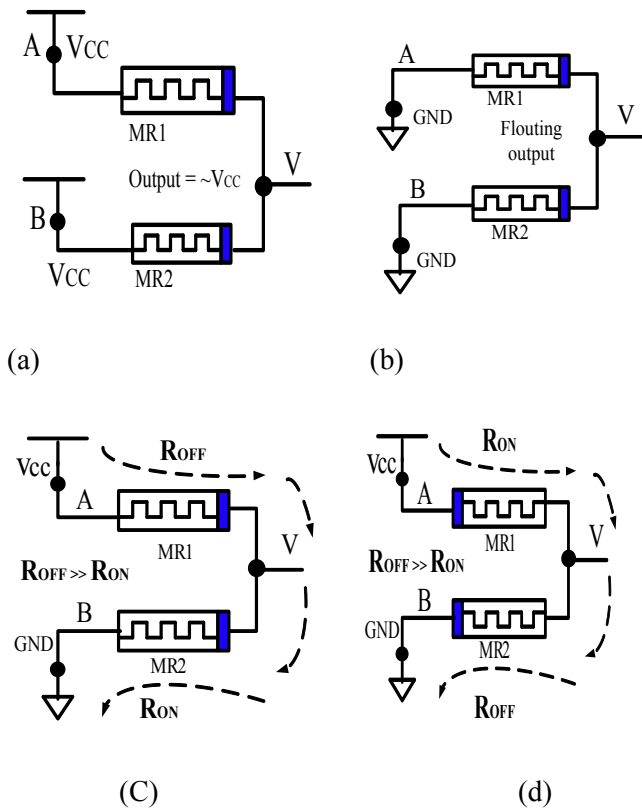 A
VCC
MR1
V
Output = ~VCC
B
VCC
MR2
A
GND
MR1
V
Flouting
output
B
GND
MR2
(a)
(b)
ROFF
Vcc
A
MR1
V
ROFF >> RON
B
GND
MR2
RON
RON
Vcc
A
MR1
V
ROFF >> RON
B
GND
MR2
ROFF
(C)
(d)